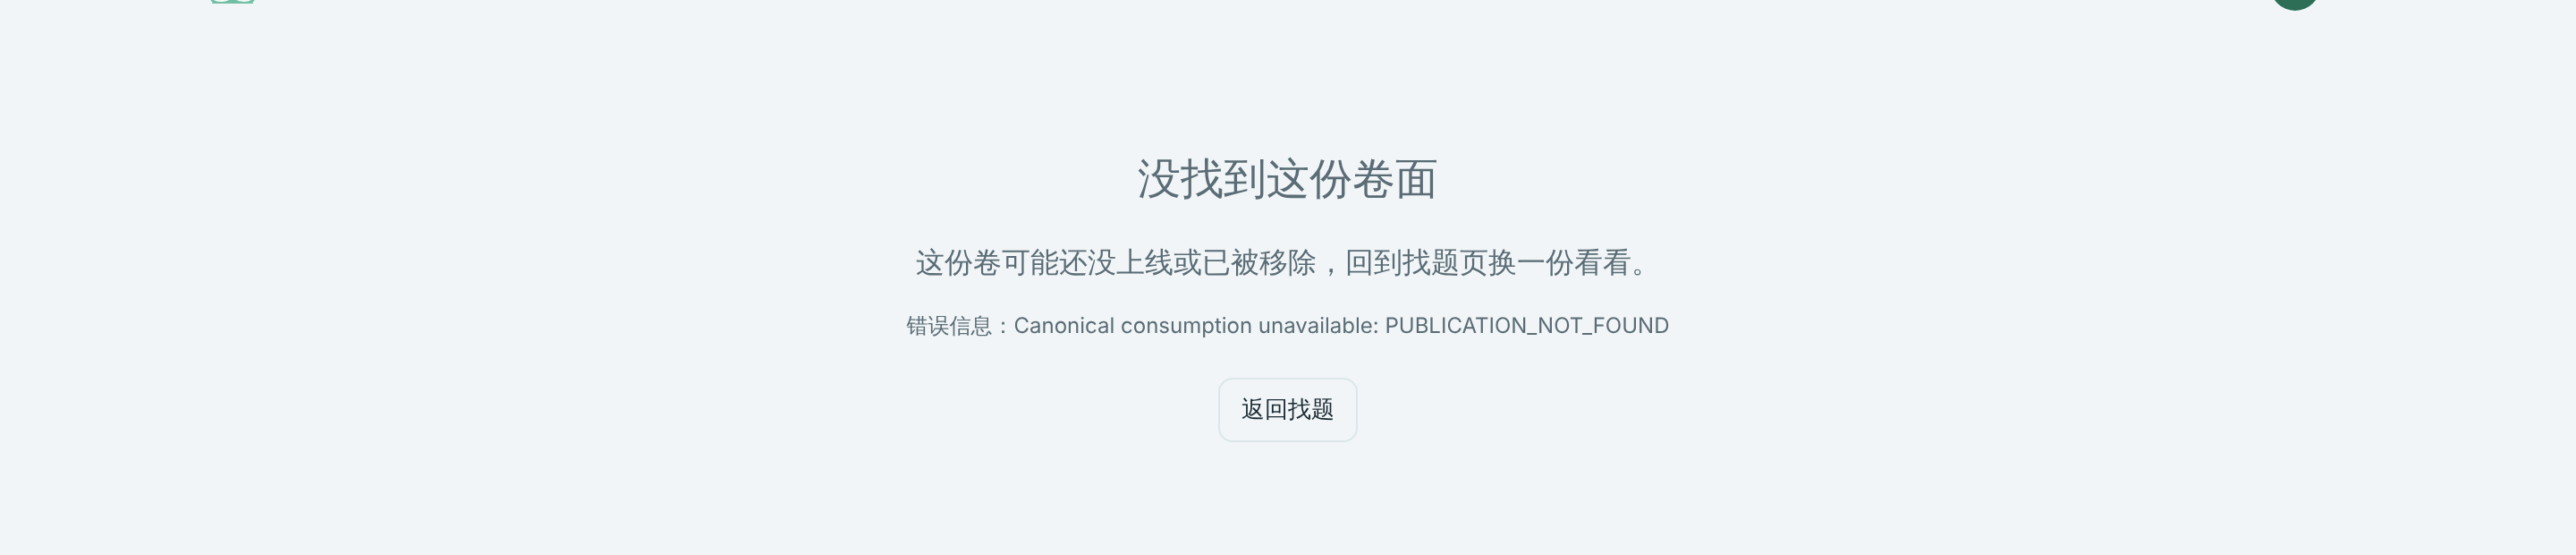 没找到这份卷面
这份卷可能还没上线或已被移除，回到找题页换一份看看。
错误信息：Canonical consumption unavailable: PUBLICATION_NOT_FOUND
返回找题